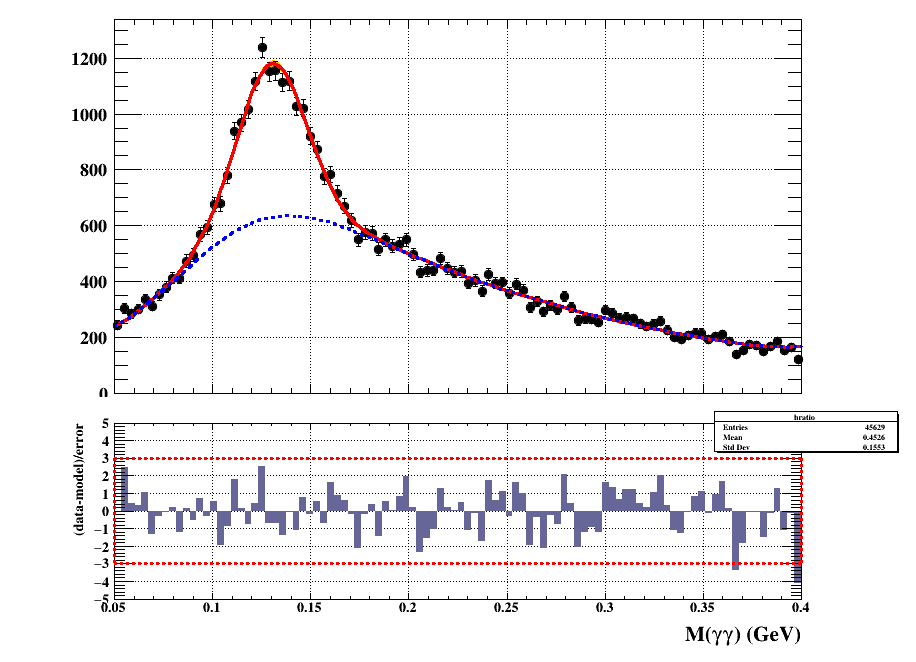 1200
1000
800
600
400
200
0
hratio
Entries 45629
Mean 0.4526
Std Dev 0.1553
(data-model)/error
5
4
3
2
1
0
−1
−2
−3
−4
−5
0.05 0.1 0.15 0.2 0.25 0.3 0.35 0.4
M(γγ) (GeV)